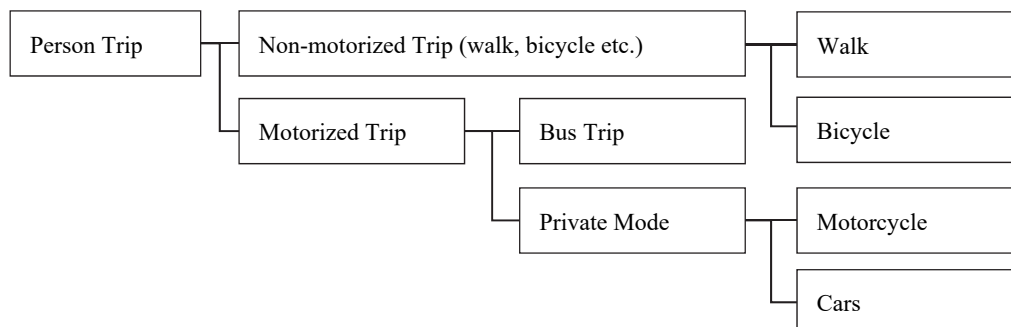 Person Trip
Non-motorized Trip (walk, bicycle etc.)
Walk
Bicycle
Motorized Trip
Bus Trip
Private Mode
Motorcycle
Cars